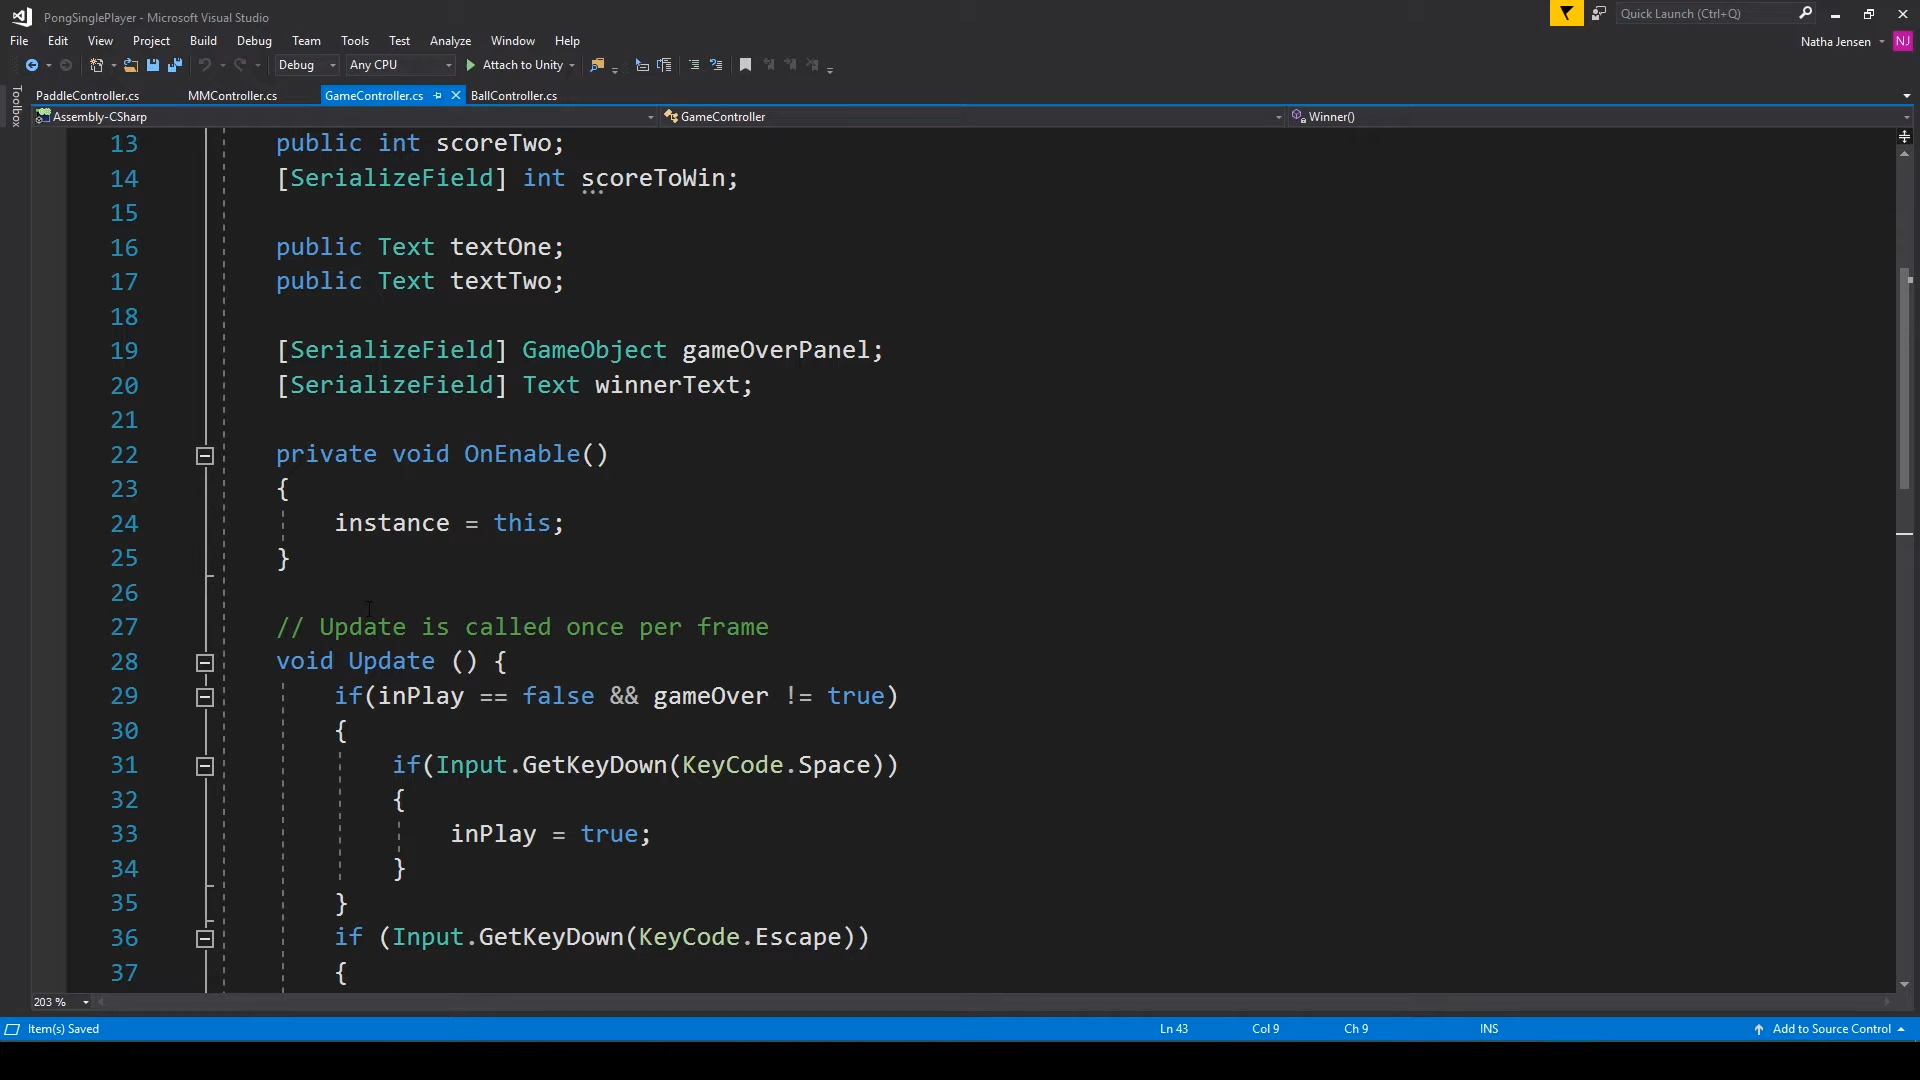 PongSinglePlayer - Microsoft Visual Studio
Quick Launch (Ctrl+Q)
File Edit View Project Build Debug Team Tools Test Analyze Window Help
Natha Jensen NJ
Debug Any CPU Attach to Unity
Toolbox
PaddleController.cs MMController.cs GameController.cs BallController.cs
Assembly-CSharp GameController Winner()
13 public int scoreTwo;
14 [SerializeField] int scoreToWin;
15
16 public Text textOne;
17 public Text textTwo;
18
19 [SerializeField] GameObject gameOverPanel;
20 [SerializeField] Text winnerText;
21
22 private void OnEnable()
23 {
24 instance = this;
25 }
26
27 // Update is called once per frame
28 void Update () {
29 if(inPlay == false && gameOver != true)
30 {
31 if(Input.GetKeyDown(KeyCode.Space))
32 {
33 inPlay = true;
34 }
35 }
36 if (Input.GetKeyDown(KeyCode.Escape))
37 {
203 %
Item(s) Saved Ln 43 Col 9 Ch 9 INS Add to Source Control